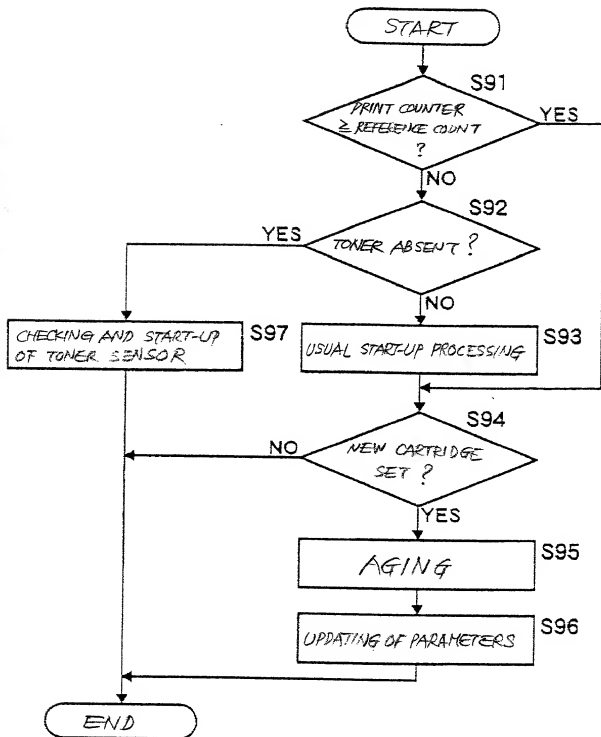 START
S91
PRINT COUNTER
≥ REFERENCE COUNT
?
YES
NO
S92
YES
TONER ABSENT?
NO
CHECKING AND START-UP
OF TONER SENSOR
S97
USUAL START-UP PROCESSING
S93
S94
NO
NEW CARTRIDGE
SET ?
YES
AGING
S95
UPDATING OF PARAMETERS
S96
END